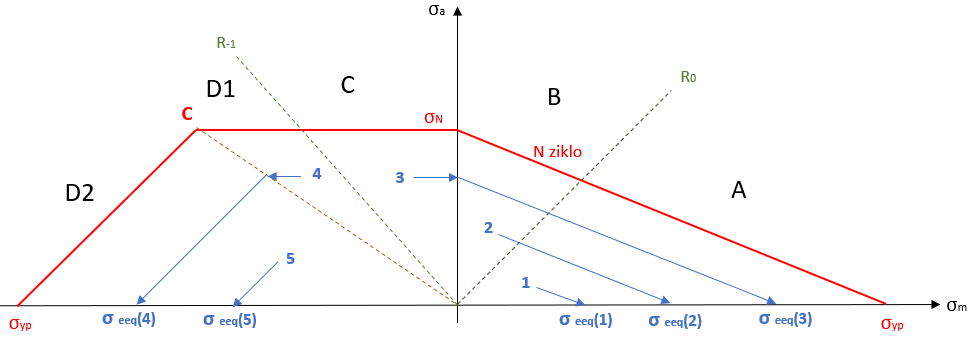 σa
R-1
R0
D1
C
B
C
σN
N ziklo
4
3
A
D2
2
5
1
σm
σyp
σ eeq(4)
σ eeq(5)
σ eeq(1)
σ eeq(2)
σ eeq(3)
σyp